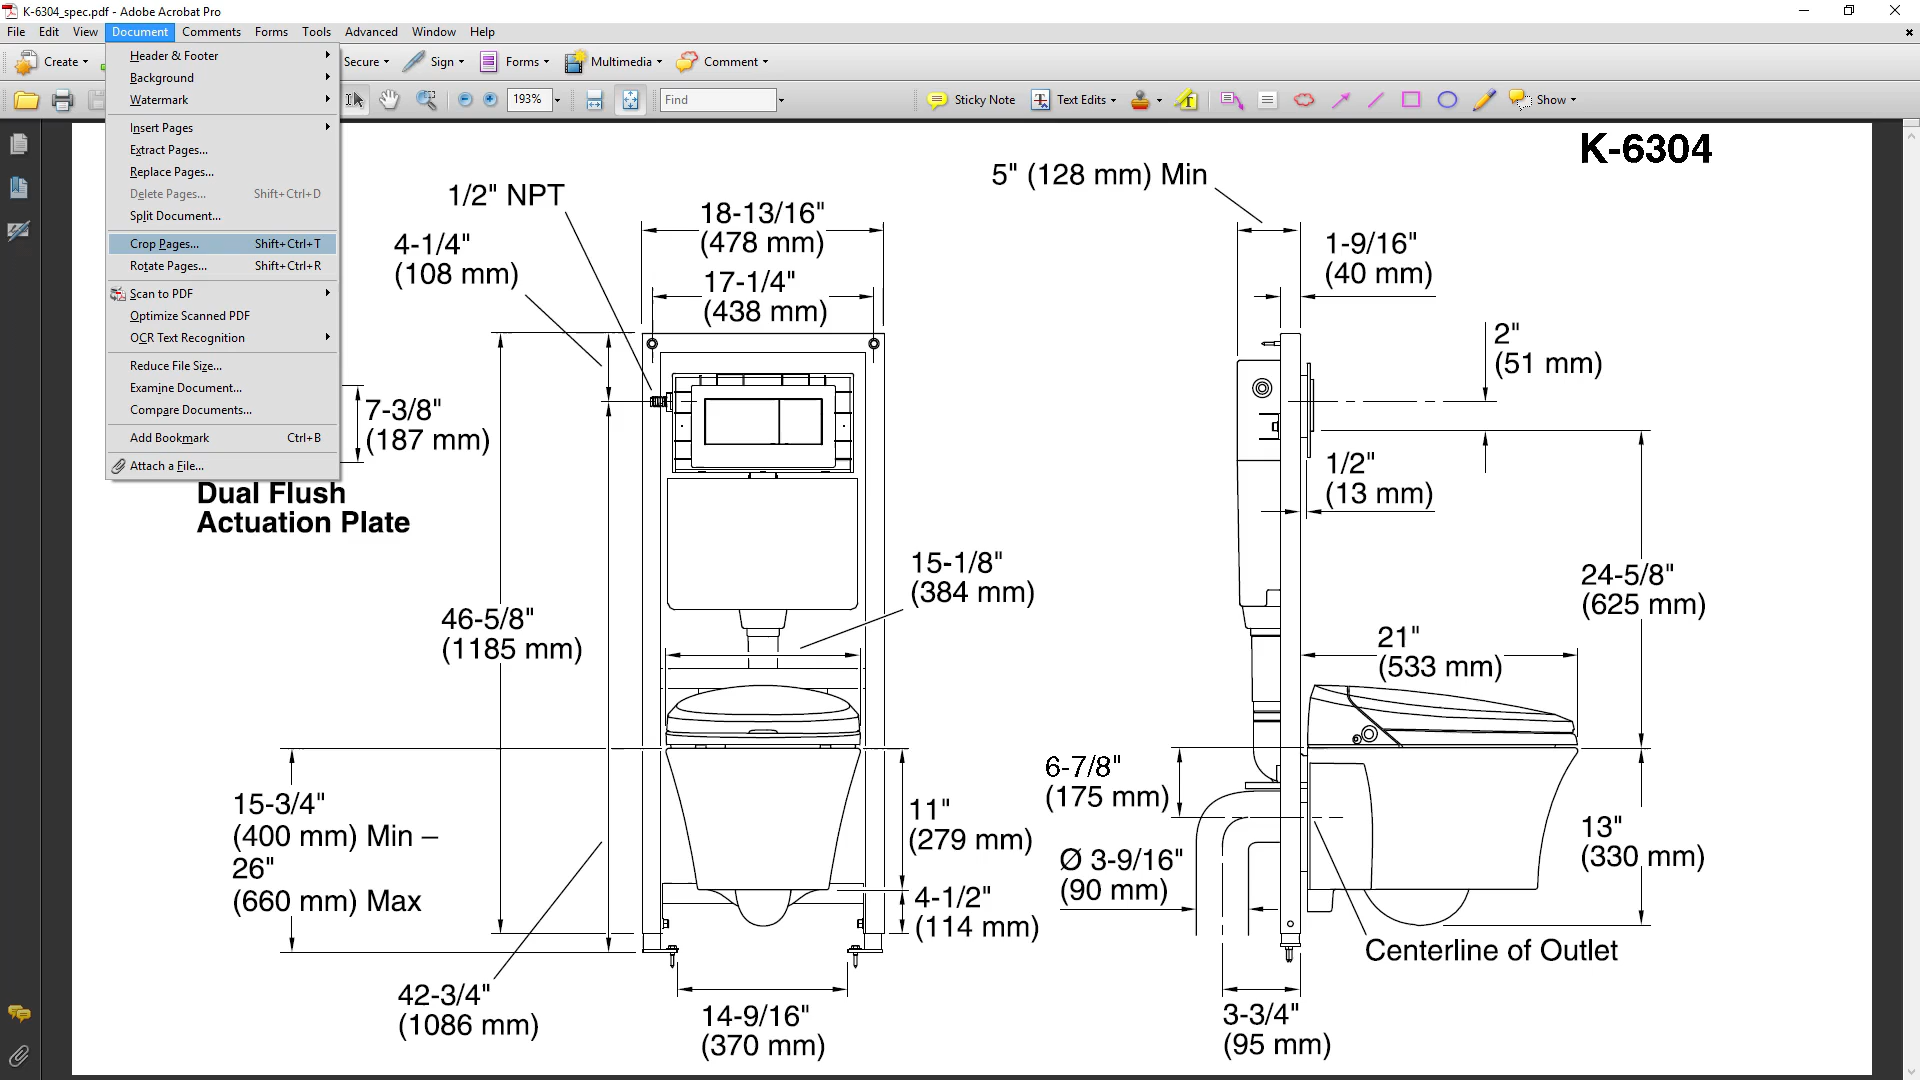 K-6304_spec.pdf - Adobe Acrobat Pro
File Edit View Document Comments Forms Tools Advanced Window Help
Create Secure Sign Forms Multimedia Comment
193% Find Sticky Note Text Edits Show
Header & Footer
Background
Watermark
Insert Pages
Extract Pages...
Replace Pages...
Delete Pages... Shift+Ctrl+D
Split Document...
Crop Pages... Shift+Ctrl+T
Rotate Pages... Shift+Ctrl+R
Scan to PDF
Optimize Scanned PDF
OCR Text Recognition
Reduce File Size...
Examine Document...
Compare Documents...
Add Bookmark Ctrl+B
Attach a File...
K-6304
1/2" NPT
4-1/4"
(108 mm)
18-13/16"
(478 mm)
17-1/4"
(438 mm)
7-3/8"
(187 mm)
Dual Flush
Actuation Plate
46-5/8"
(1185 mm)
15-1/8"
(384 mm)
15-3/4"
(400 mm) Min –
26"
(660 mm) Max
11"
(279 mm)
4-1/2"
(114 mm)
42-3/4"
(1086 mm)
14-9/16"
(370 mm)
5" (128 mm) Min
1-9/16"
(40 mm)
2"
(51 mm)
1/2"
(13 mm)
24-5/8"
(625 mm)
21"
(533 mm)
6-7/8"
(175 mm)
Ø 3-9/16"
(90 mm)
13"
(330 mm)
Centerline of Outlet
3-3/4"
(95 mm)